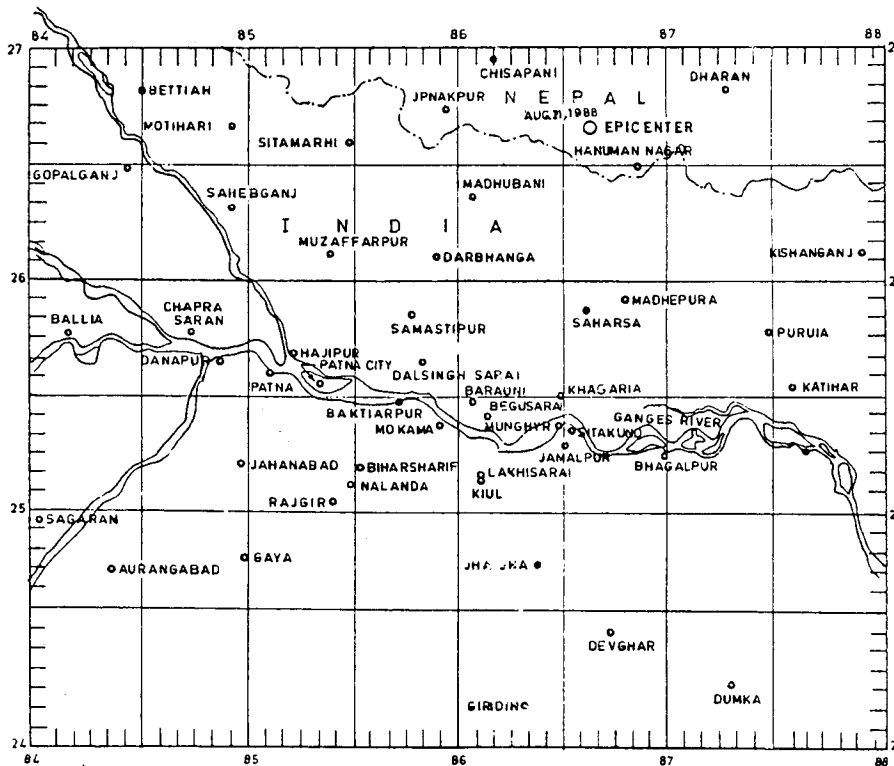 84 85 86 87 88
27
CHISAPANI
DHARAN
BETTIAH
JPNAKPUR
N E P A L
AUG.21,1988
EPICENTER
MOTIHARI
SITAMARHI
HANUMAN NAGAR
GOPALGANJ
SAHEBGANJ
MADHUBANI
I N D I A
MUZAFFARPUR
DARBHANGA
KISHANGANJ
26
CHAPRA
SARAN
MADHEPURA
BALLIA
SAMASTIPUR
SAHARSA
PURUIA
HAJIPUR
DANAPUR
PATNA CITY
DALSINGH SARAI
PATNA
BARAUNI
KHAGARIA
KATIHAR
BEGUSARAI
BAKTIARPUR
MOKAMA
MUNGHYR
SITAKUND
GANGES RIVER
JAMALPUR
BHAGALPUR
JAHANABAD
BIHARSHARIF
LAKHISARAI
NALANDA
KIUL
RAJGIR
25
SAGARAN
GAYA
AURANGABAD
JHAJHA
DEVGHAR
GIRIDIH
DUMKA
24
84 85 86 87 88